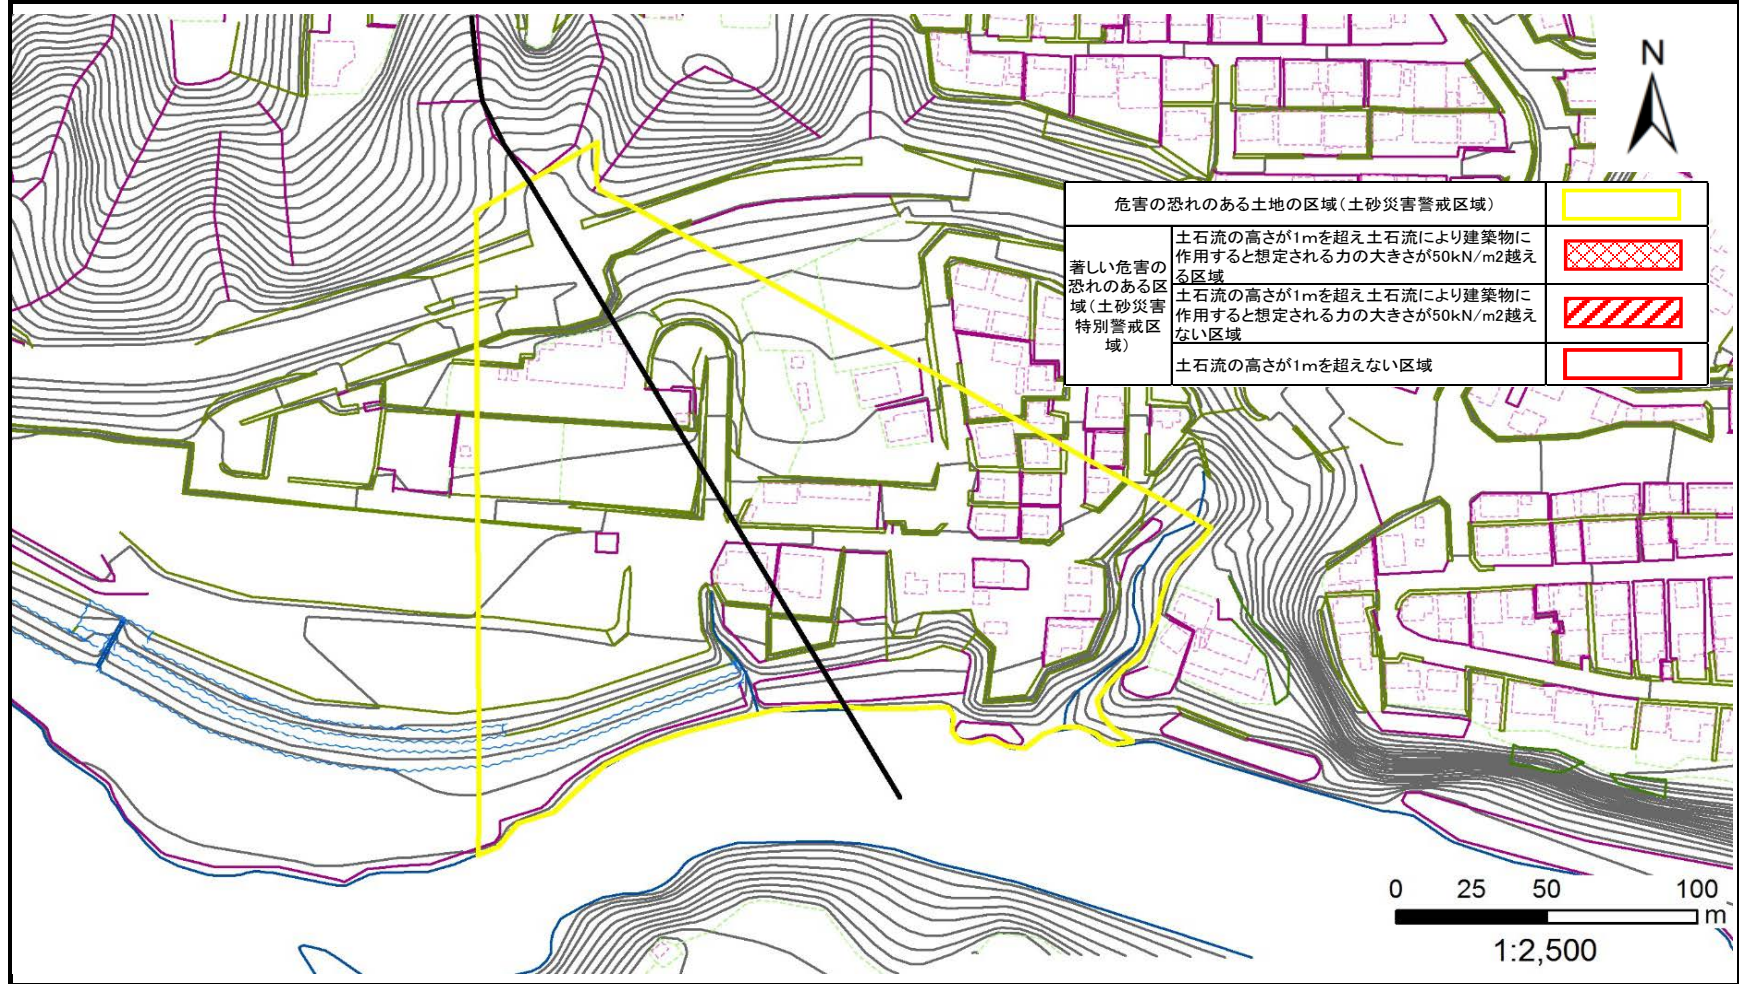 N
危害の恐れのある土地の区域（土砂災害警戒区域）
著しい危害の
恐れのある区
域（土砂災害
特別警戒区
域）
土石流の高さが1mを超え土石流により建築物に
作用すると想定される力の大きさが50kN/m2越え
る区域
土石流の高さが1mを超え土石流により建築物に
作用すると想定される力の大きさが50kN/m2越え
ない区域
土石流の高さが1mを超えない区域
0 25 50 100
m
1:2,500